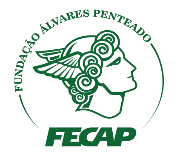 FUNDAÇÃO ÁLVARES PENTEADO
FECAP